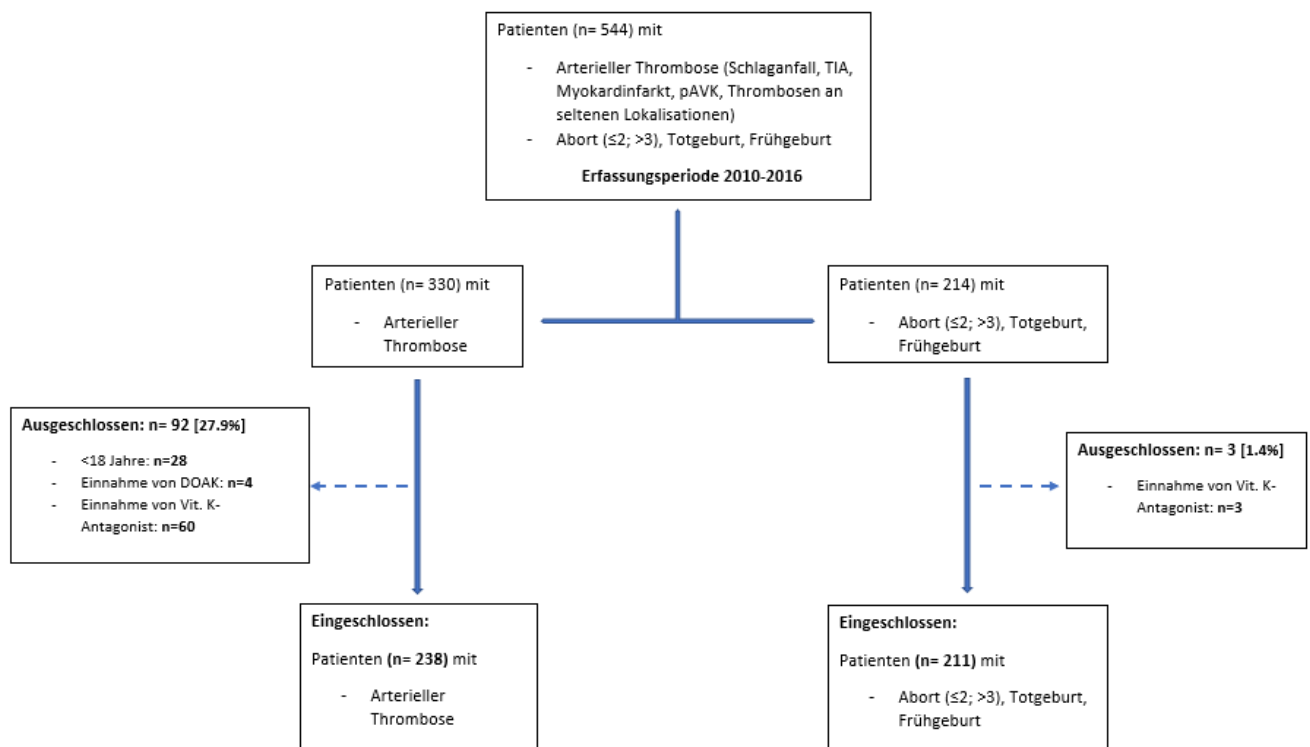 Patienten (n= 544) mit
- Arterieller Thrombose (Schlaganfall, TIA,
Myokardinfarkt, pAVK, Thrombosen an
seltenen Lokalisationen)
- Abort (≤2; >3), Totgeburt, Frühgeburt
Erfassungsperiode 2010-2016
Patienten (n= 330) mit
- Arterieller
Thrombose
Patienten (n= 214) mit
- Abort (≤2; >3), Totgeburt,
Frühgeburt
Ausgeschlossen: n= 92 [27.9%]
- <18 Jahre: n=28
- Einnahme von DOAK: n=4
- Einnahme von Vit. K-
Antagonist: n=60
Ausgeschlossen: n= 3 [1.4%]
- Einnahme von Vit. K-
Antagonist: n=3
Eingeschlossen:
Patienten (n= 238) mit
- Arterieller
Thrombose
Eingeschlossen:
Patienten (n= 211) mit
- Abort (≤2; >3), Totgeburt,
Frühgeburt